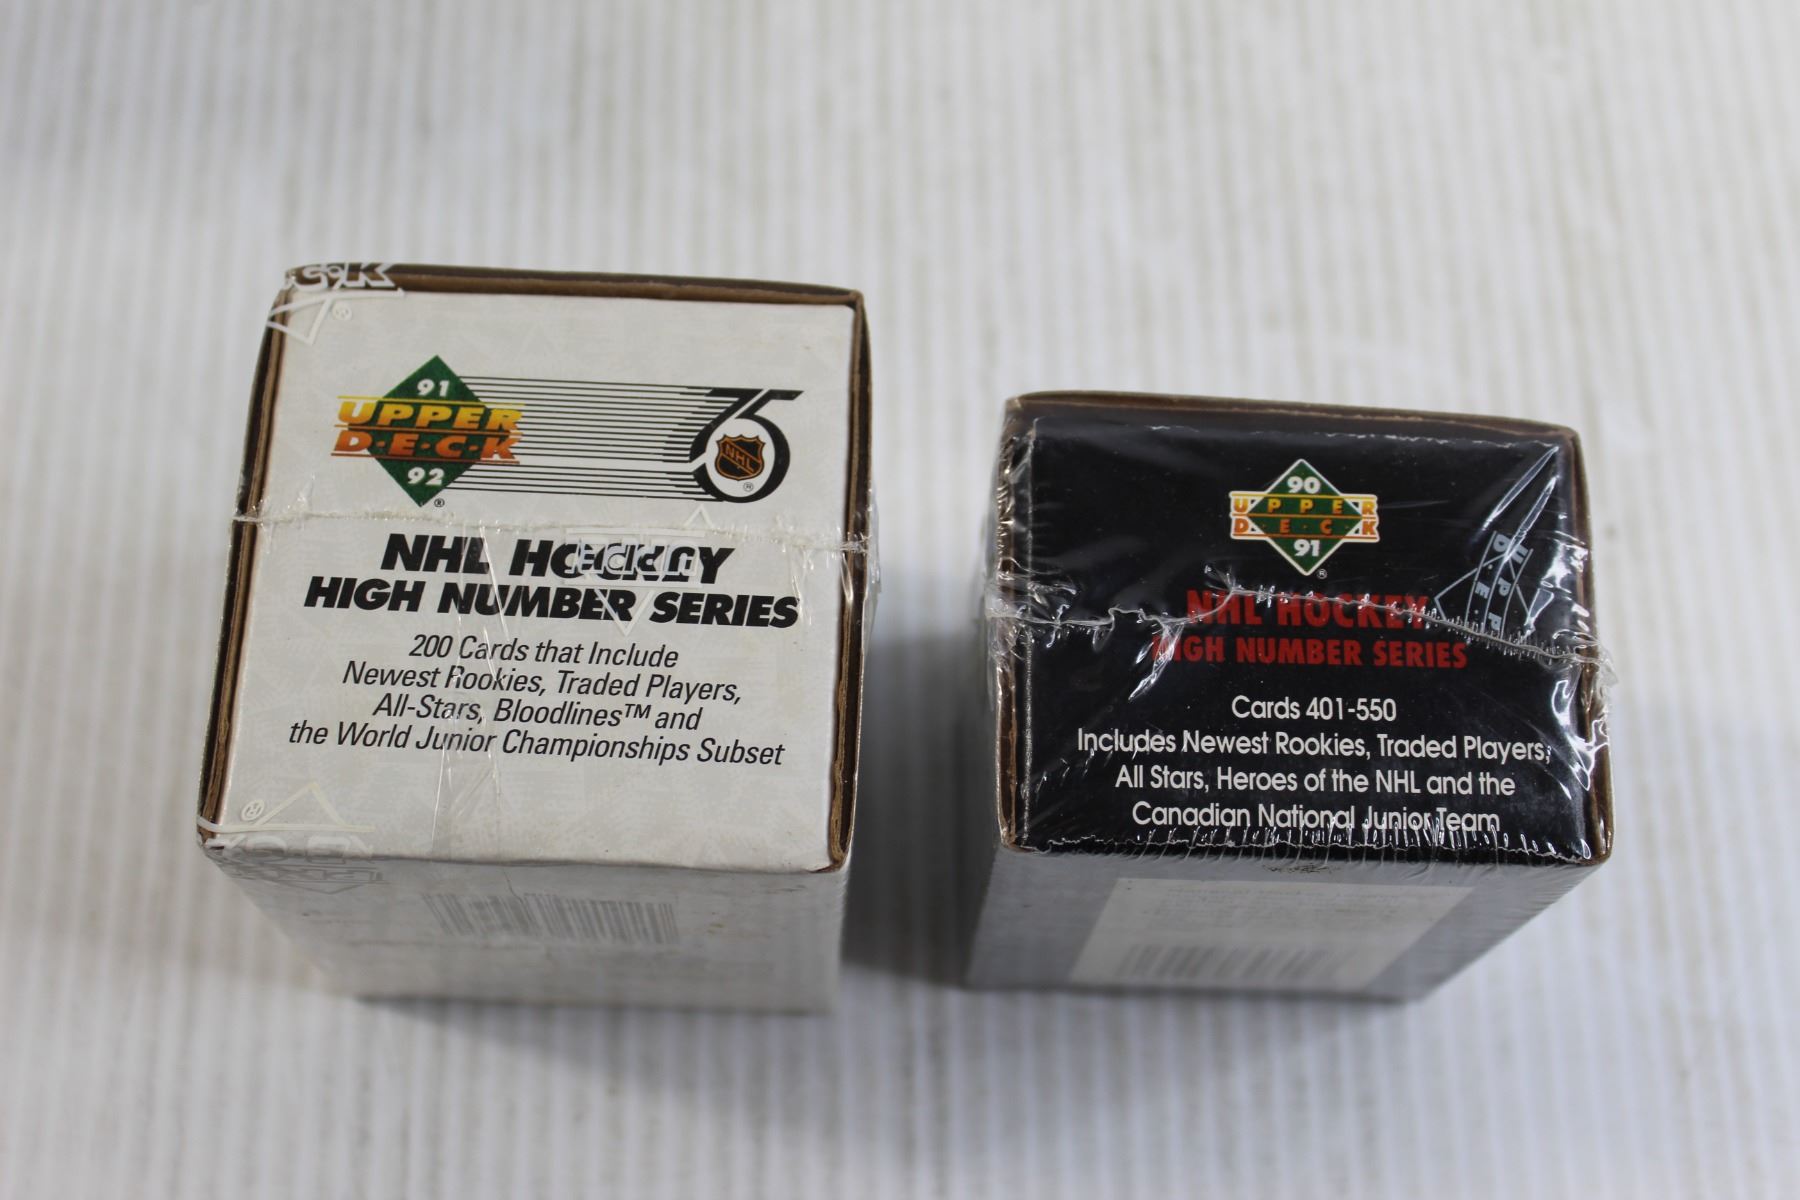 91
UPPER
D·E·C·K
92
®
75
NHL
®
NHL HOCKEY
HIGH NUMBER SERIES
200 Cards that Include
Newest Rookies, Traded Players,
All-Stars, Bloodlines™ and
the World Junior Championships Subset
90
UPPER
D·E·C·K
91
®
NHL HOCKEY
HIGH NUMBER SERIES
Cards 401-550
Includes Newest Rookies, Traded Players,
All Stars, Heroes of the NHL and the
Canadian National Junior Team